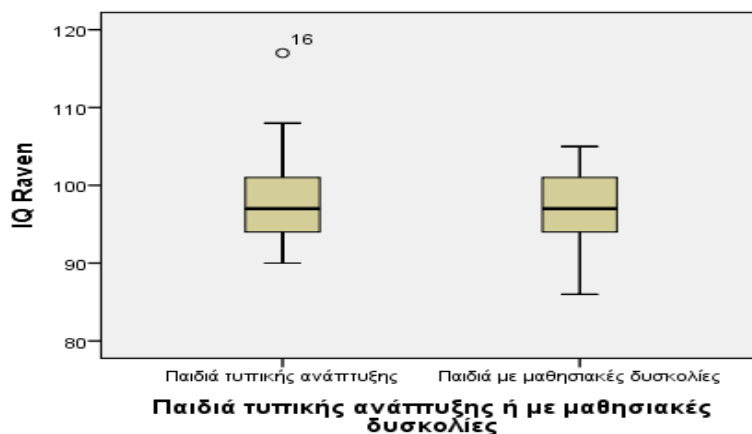 120
16
110
100
90
80
IQ Raven
Παιδιά τυπικής ανάπτυξης
Παιδιά με μαθησιακές δυσκολίες
Παιδιά τυπικής ανάπτυξης ή με μαθησιακές
δυσκολίες